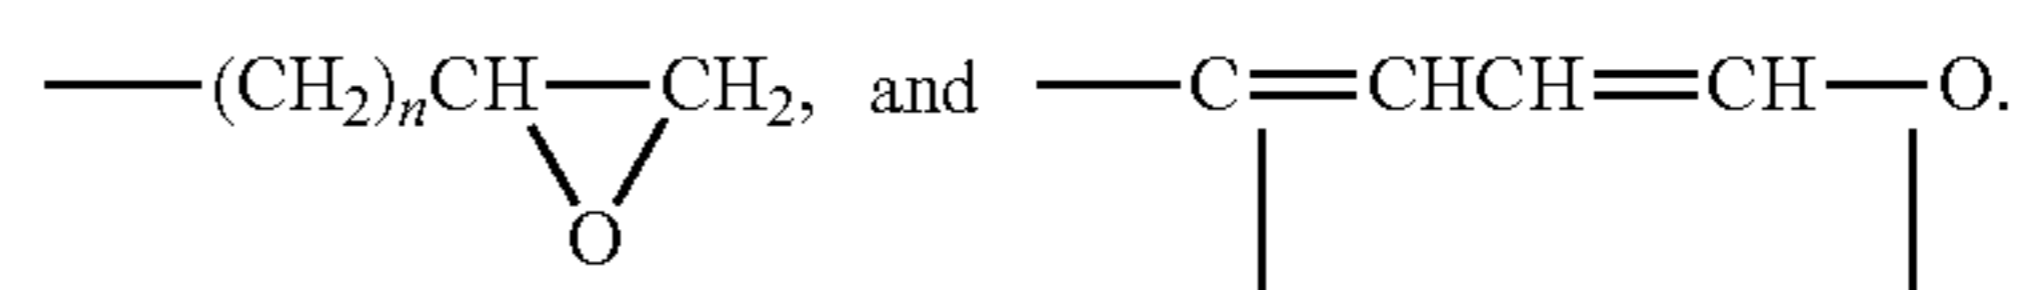 —(CH₂)ₙCH—CH₂, and —C=CHCH=CH—O.
O